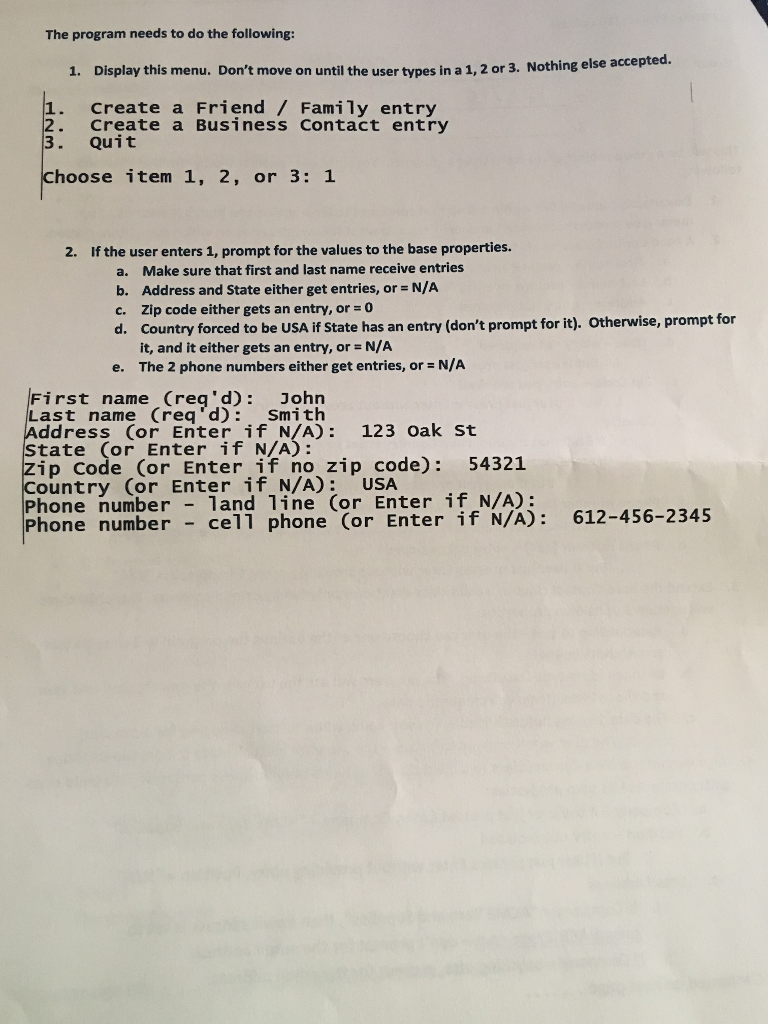 The program needs to do the following:
1. Display this menu. Don't move on until the user types in a 1, 2 or 3. Nothing else accepted.
1. Create a Friend / Family entry
2. Create a Business Contact entry
3. Quit
Choose item 1, 2, or 3: 1
2. If the user enters 1, prompt for the values to the base properties.
a. Make sure that first and last name receive entries
b. Address and State either get entries, or = N/A
c. Zip code either gets an entry, or = 0
d. Country forced to be USA if State has an entry (don't prompt for it). Otherwise, prompt for
it, and it either gets an entry, or = N/A
e. The 2 phone numbers either get entries, or = N/A
First name (req'd): John
Last name (req'd): Smith
Address (or Enter if N/A): 123 Oak St
State (or Enter if N/A):
Zip Code (or Enter if no zip code): 54321
Country (or Enter if N/A): USA
Phone number - land line (or Enter if N/A):
Phone number - cell phone (or Enter if N/A): 612-456-2345